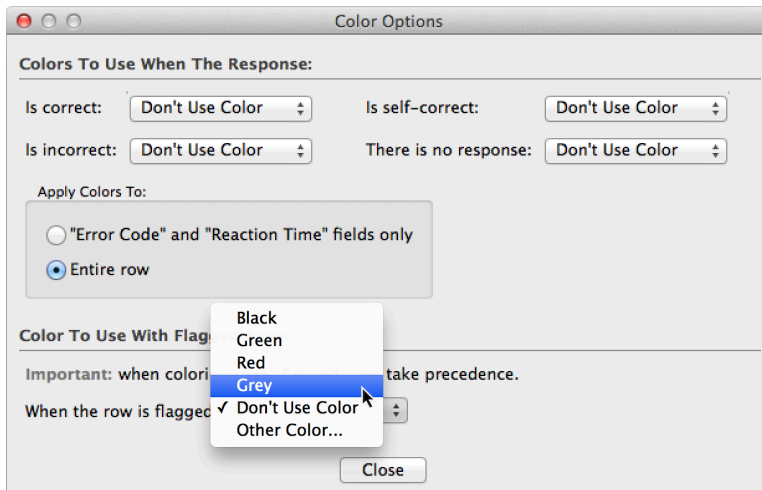 Color Options
Colors To Use When The Response:
Is correct: Don't Use Color Is self-correct: Don't Use Color
Is incorrect: Don't Use Color There is no response: Don't Use Color
Apply Colors To:
"Error Code" and "Reaction Time" fields only
Entire row
Black
Color To Use With
Green
Red
Important: when take precedence.
Grey
When the row is flagged ✓ Don't Use Color
Other Color...
Close